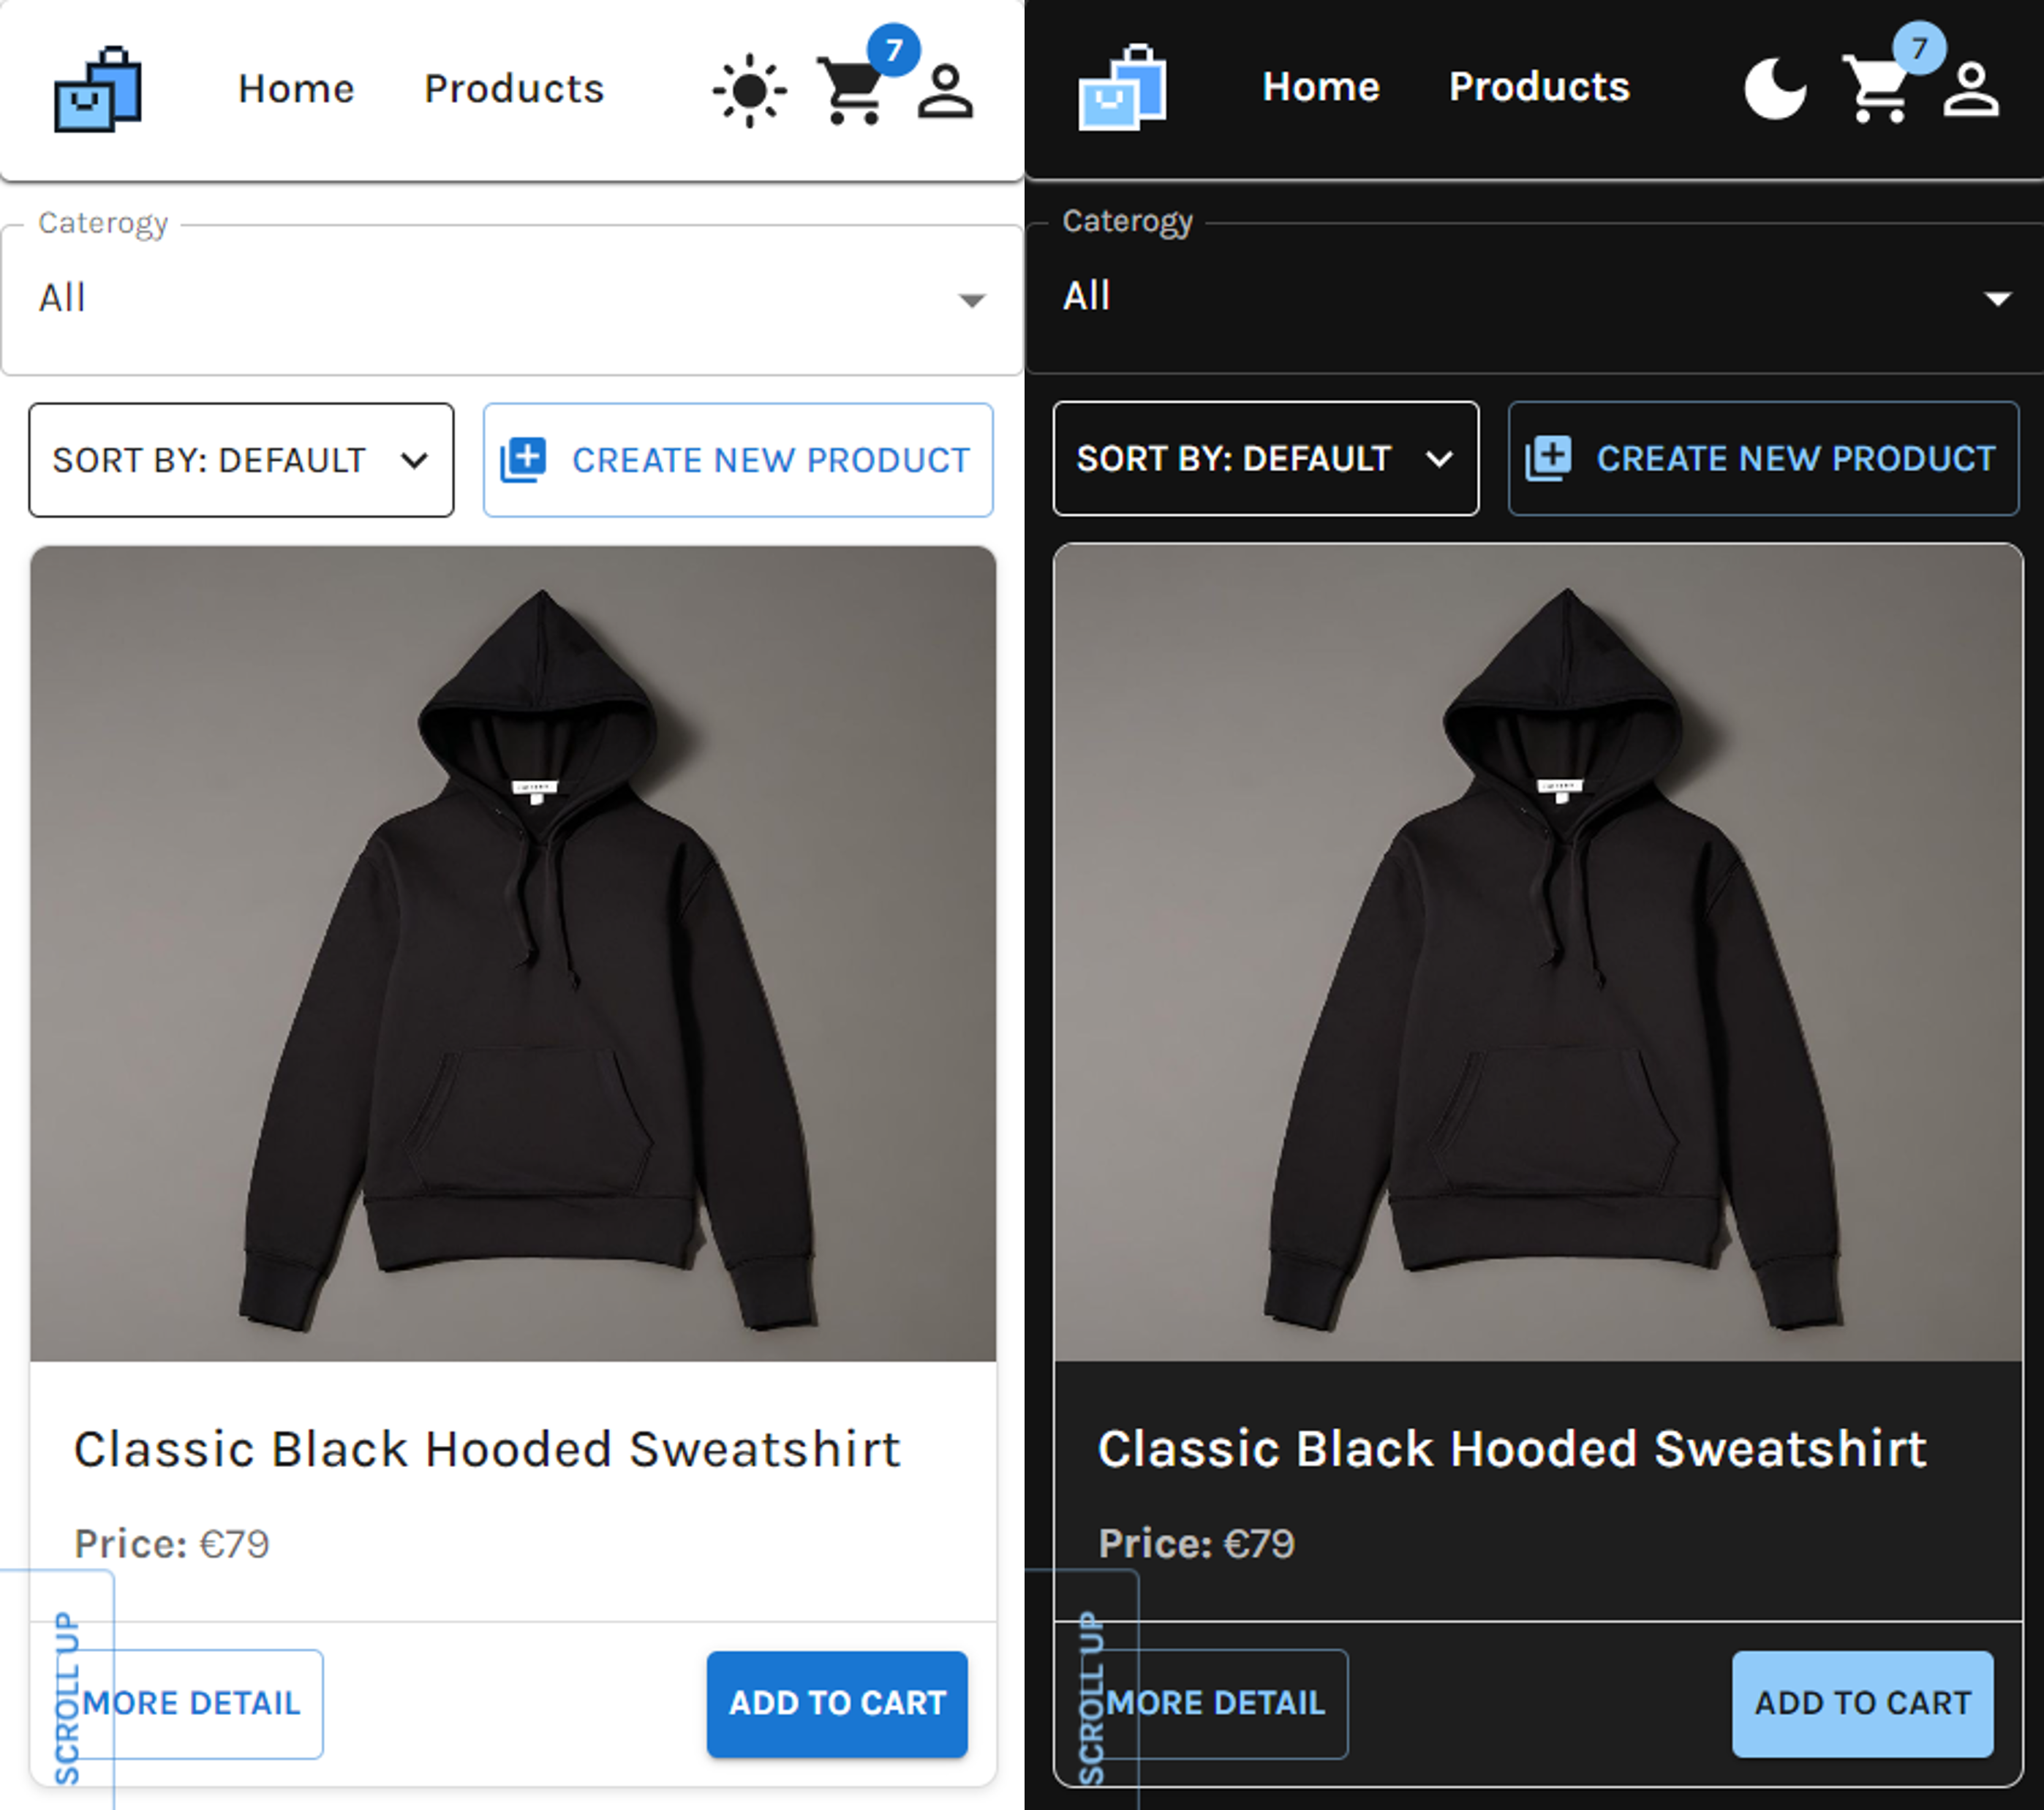 Home Products 7
Caterogy
All
SORT BY: DEFAULT CREATE NEW PRODUCT
Classic Black Hooded Sweatshirt
Price: €79
SCROLL UP
MORE DETAIL ADD TO CART
Home Products 7
Caterogy
All
SORT BY: DEFAULT CREATE NEW PRODUCT
Classic Black Hooded Sweatshirt
Price: €79
SCROLL UP
MORE DETAIL ADD TO CART